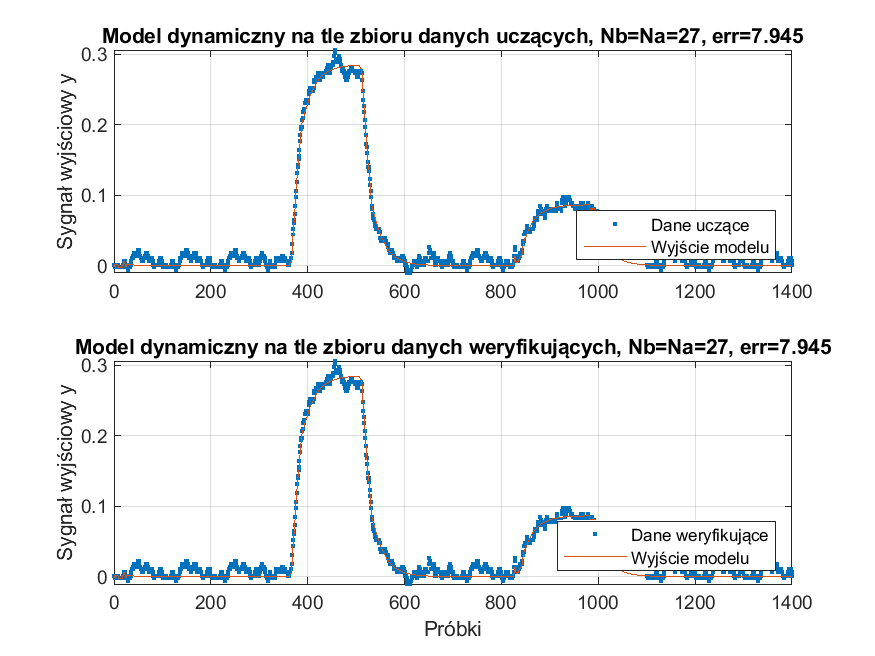 Model dynamiczny na tle zbioru danych uczących, Nb=Na=27, err=7.945
Sygnał wyjściowy y
0.3
0.2
0.1
0
Dane uczące
Wyjście modelu
0 200 400 600 800 1000 1200 1400
Model dynamiczny na tle zbioru danych weryfikujących, Nb=Na=27, err=7.945
Sygnał wyjściowy y
0.3
0.2
0.1
0
Dane weryfikujące
Wyjście modelu
0 200 400 600 800 1000 1200 1400
Próbki